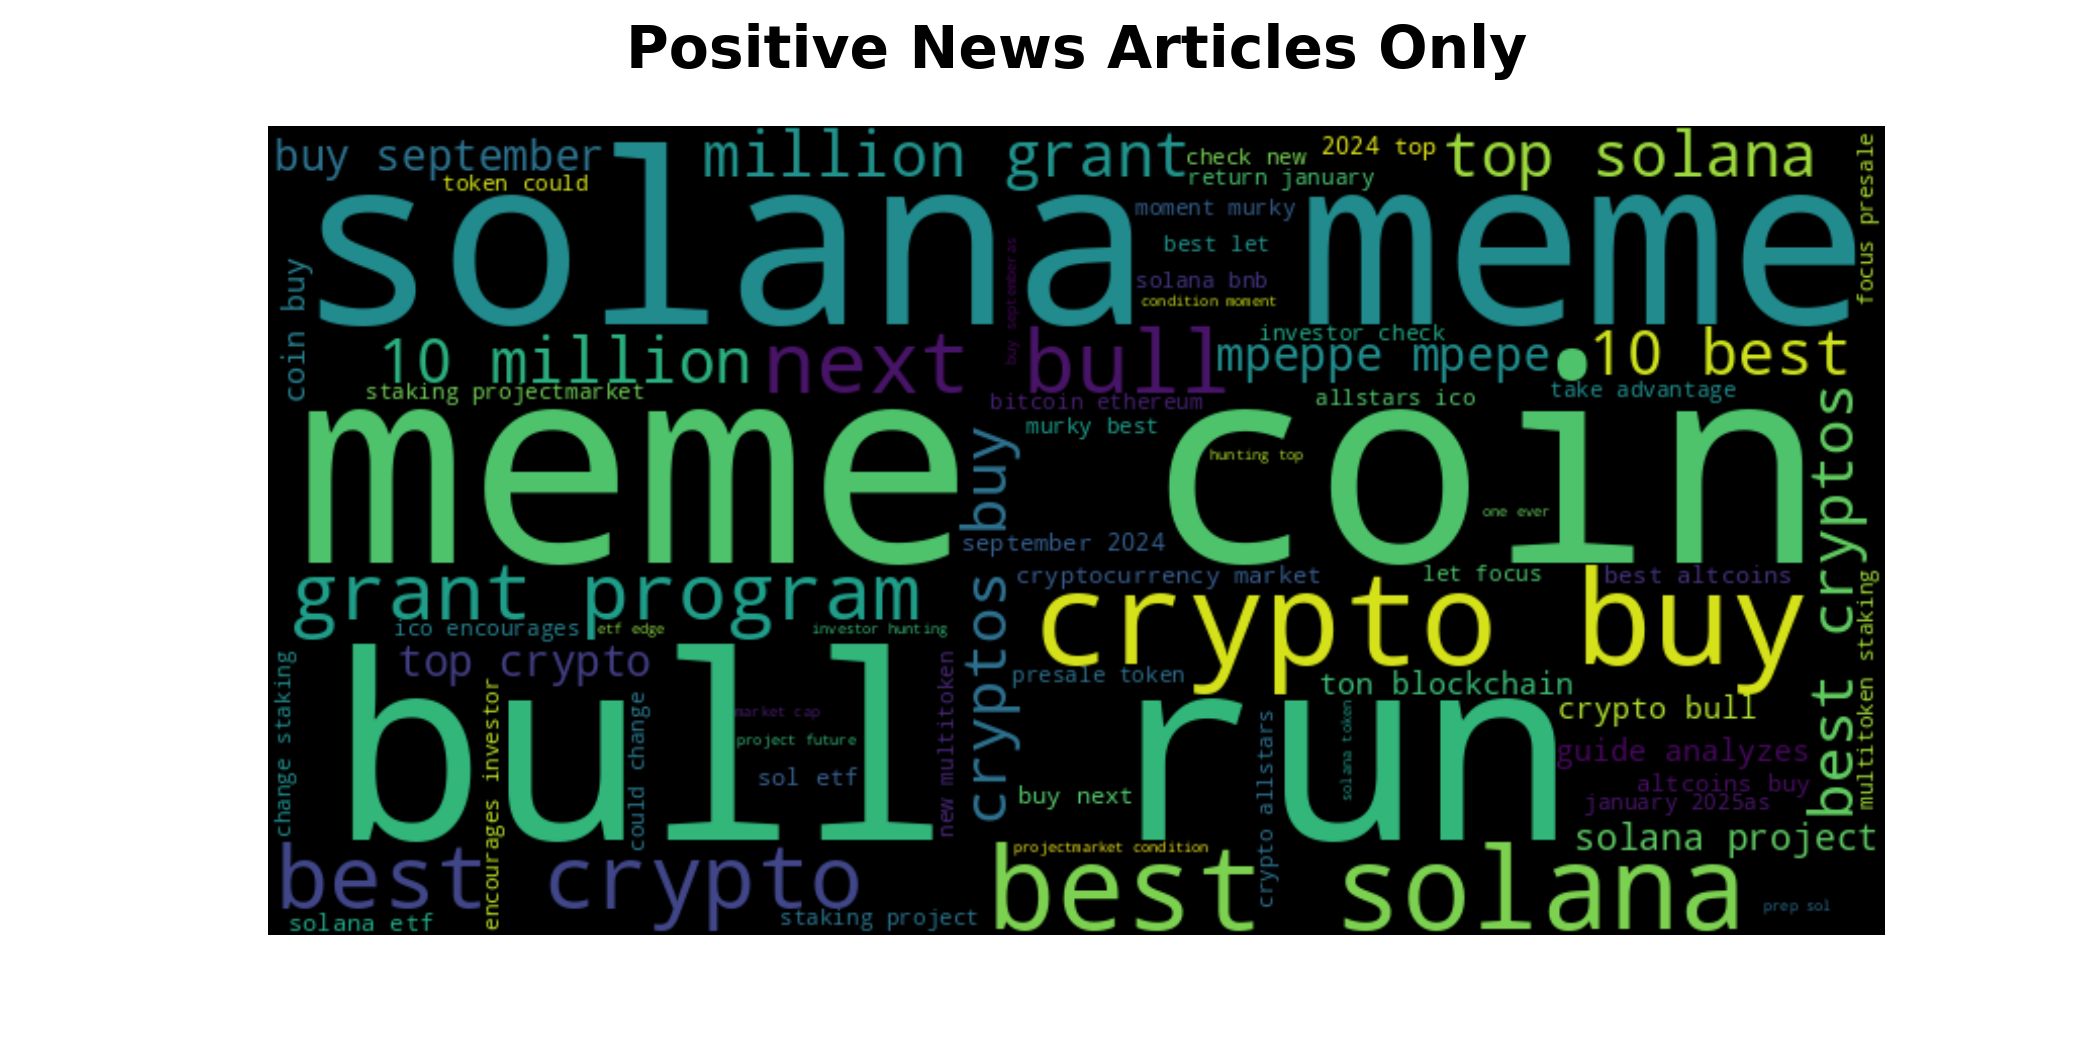 Positive News Articles Only
buy september
million grant
check new
2024 top
top solana
focus presale
token could
return january
solana meme
moment murky
best let
solana bnb
condition moment
buy septemberas
coin buy
10 million
next bull
investor check
mpeppe mpepe
10 best
staking projectmarket
bitcoin ethereum
allstars ico
take advantage
murky best
meme coin
hunting top
one ever
cryptos buy
best cryptos
september 2024
grant program
cryptocurrency market
let focus
best altcoins
crypto buy
ico encourages
etf edge
investor hunting
top crypto
presale token
ton blockchain
multitoken staking
bull run
change staking
encourages investor
could change
market cap
project future
sol etf
new multitoken
buy next
crypto allstars
solana token
crypto bull
guide analyzes
altcoins buy
january 2025as
solana project
best crypto
projectmarket condition
best solana
solana etf
staking project
prep sol